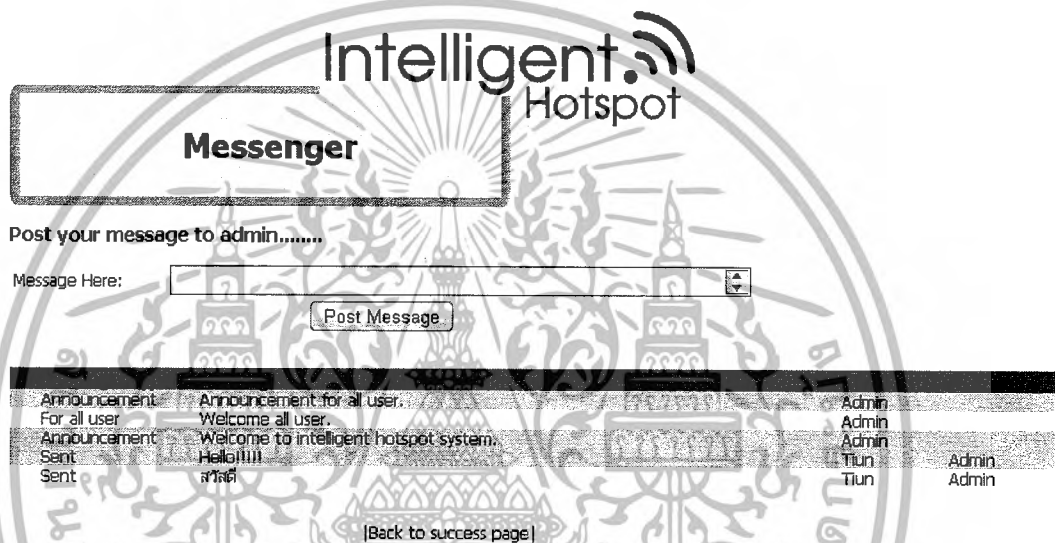 Intelligent
Hotspot
Messenger
Post your message to admin........
Message Here:
Post Message
Announcement Announcement for all user. Admin
For all user Welcome all user. Admin
Announcement Welcome to intelligent hotspot system. Admin
Sent Hello!!!!! Tiun Admin
Sent สวัสดี Tiun Admin
|Back to success page|